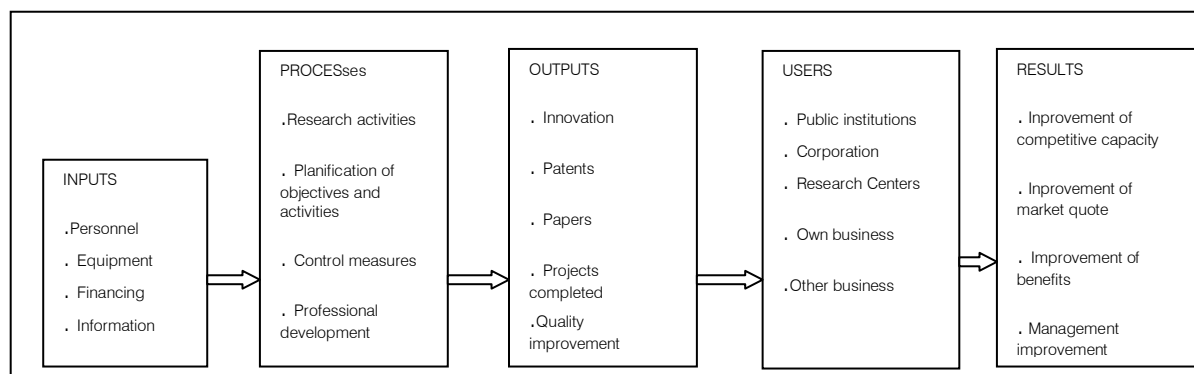 INPUTS
.Personnel
. Equipment
. Financing
. Information
PROCESses
.Research activities
. Planification of
objectives and
activities
. Control measures
. Professional
development
OUTPUTS
. Innovation
. Patents
. Papers
. Projects
completed
.Quality
improvement
USERS
. Public institutions
. Corporation
. Research Centers
. Own business
.Other business
RESULTS
. Inprovement of
competitive capacity
. Inprovement of
market quote
. Improvement of
benefits
. Management
improvement